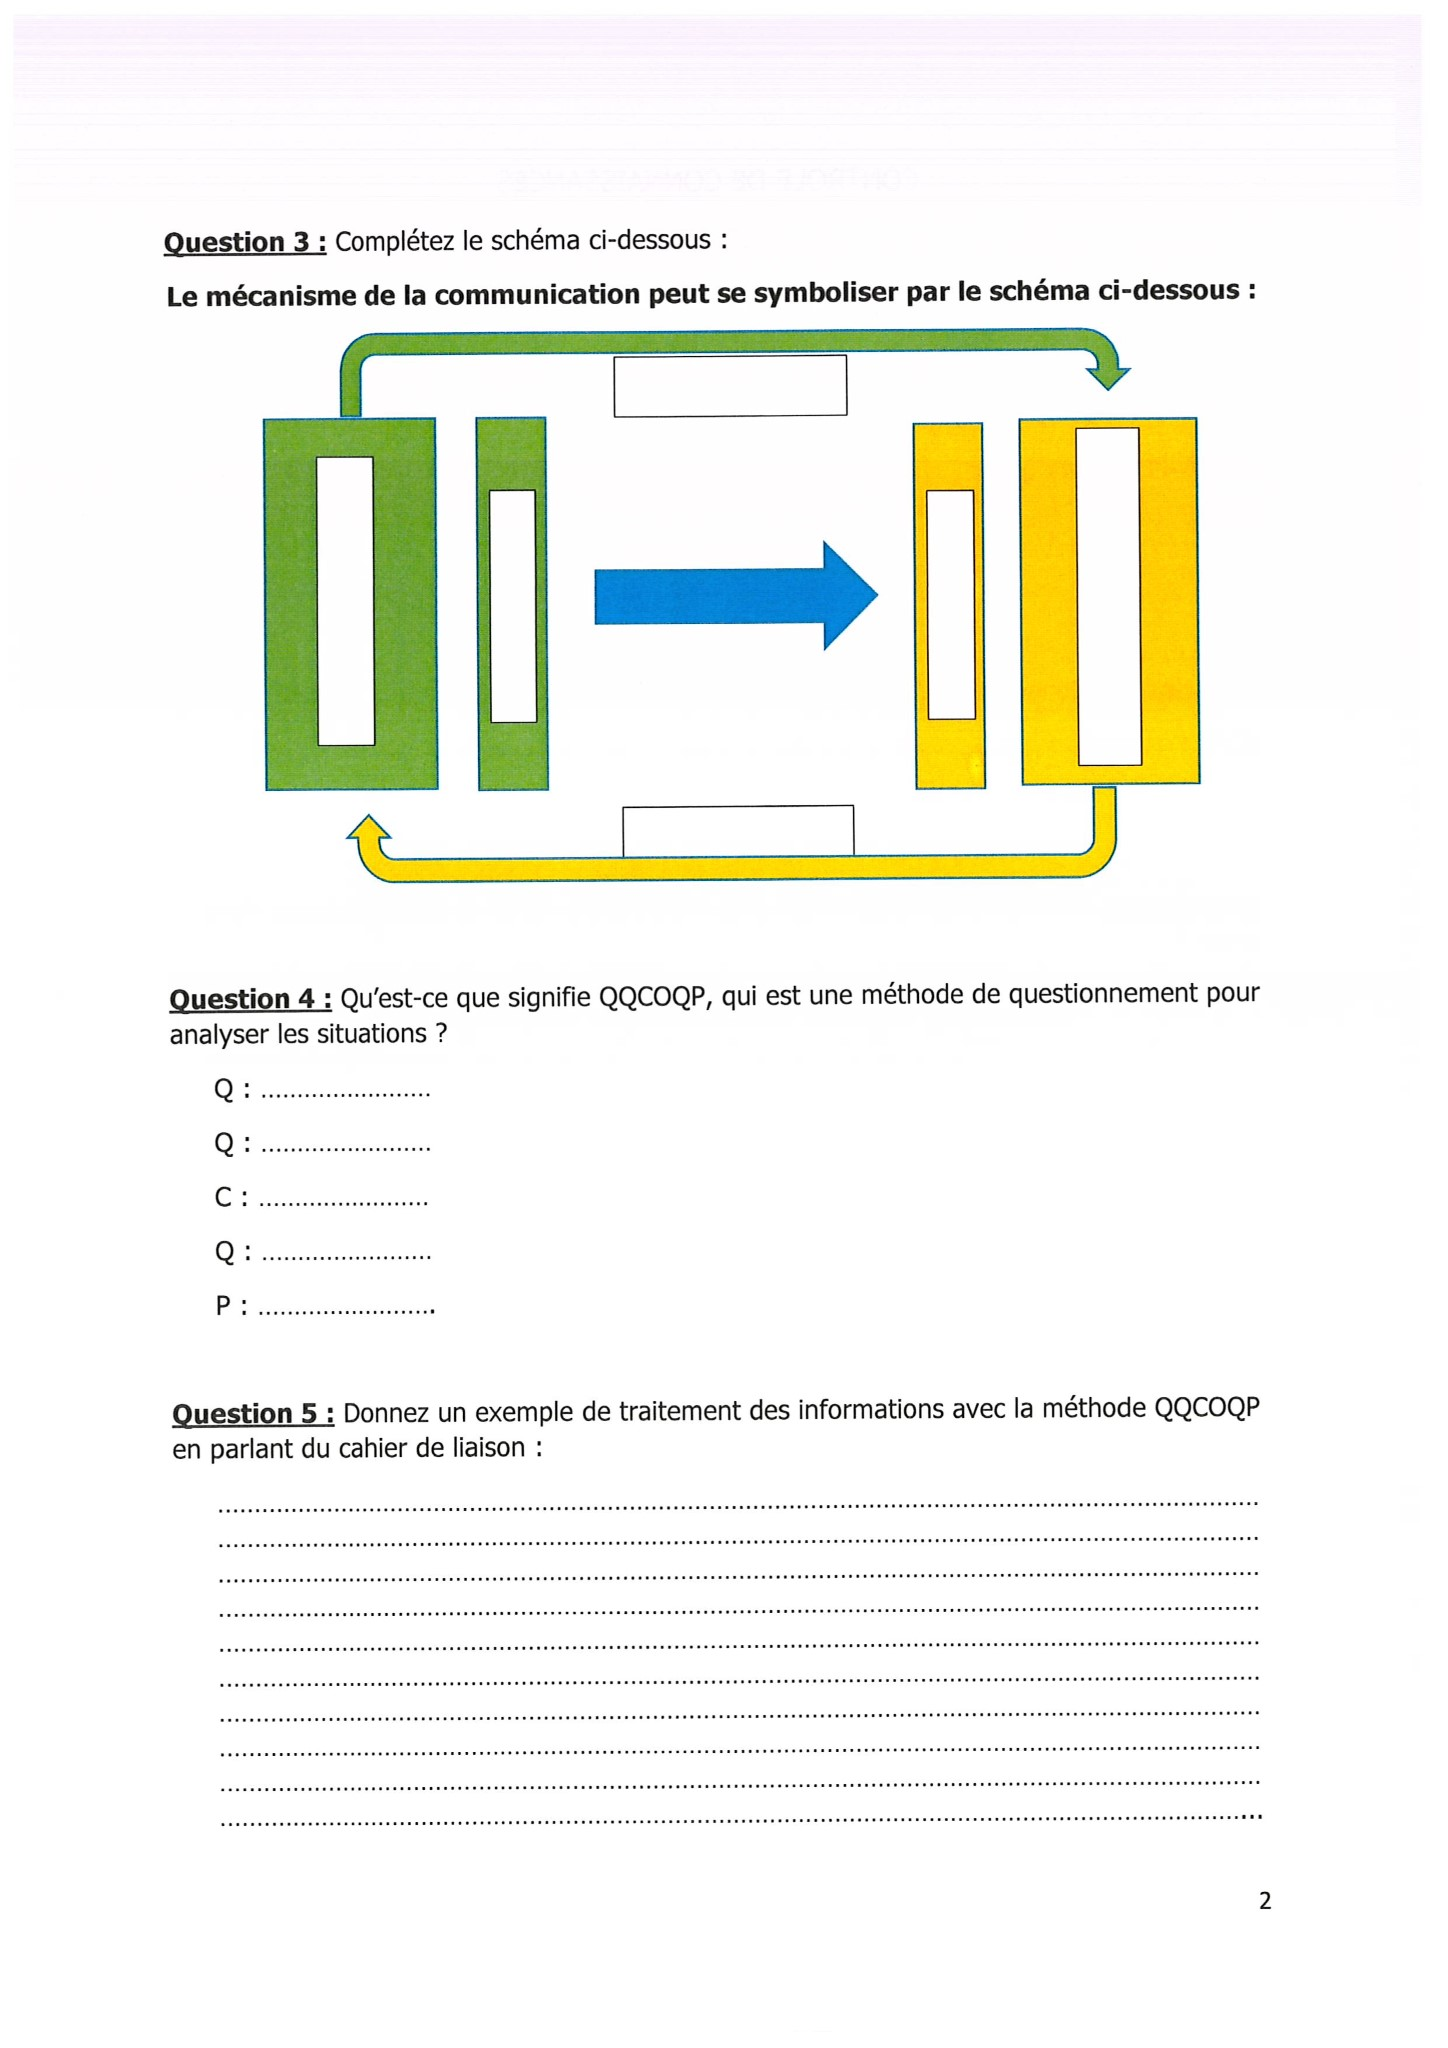 Question 3 : Complétez le schéma ci-dessous :
Le mécanisme de la communication peut se symboliser par le schéma ci-dessous :
Question 4 : Qu'est-ce que signifie QQCOQP, qui est une méthode de questionnement pour
analyser les situations ?
Q : .......................
Q : .......................
C : .......................
Q : .......................
P : ........................
Question 5 : Donnez un exemple de traitement des informations avec la méthode QQCOQP
en parlant du cahier de liaison :
2